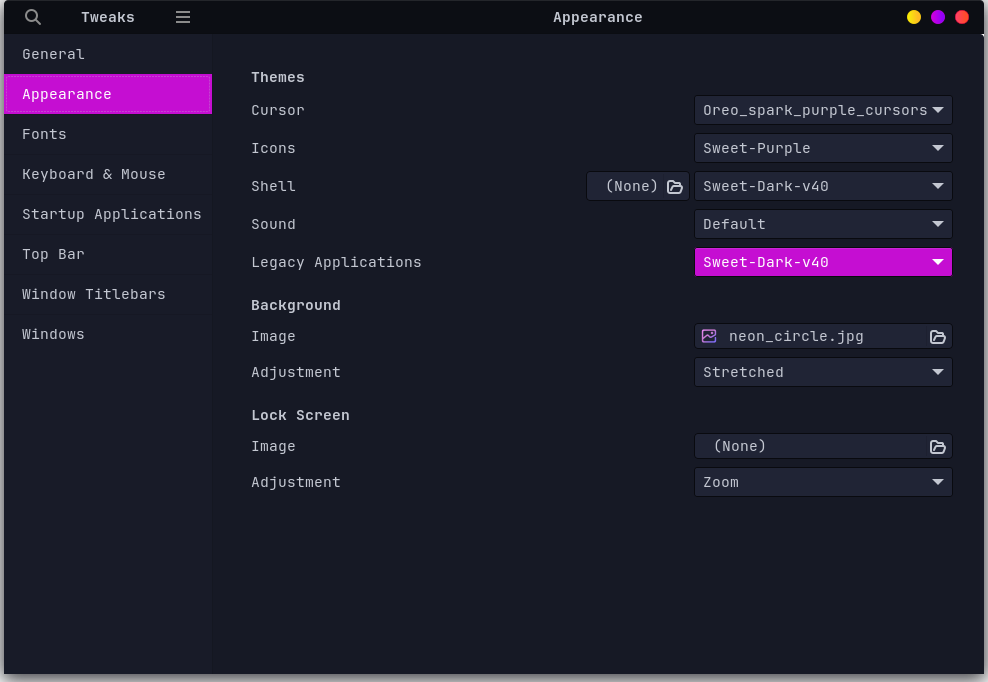 Tweaks
Appearance
General
Appearance
Fonts
Keyboard & Mouse
Startup Applications
Top Bar
Window Titlebars
Windows
Themes
Cursor Oreo_spark_purple_cursors
Icons Sweet-Purple
Shell (None) Sweet-Dark-v40
Sound Default
Legacy Applications Sweet-Dark-v40
Background
Image neon_circle.jpg
Adjustment Stretched
Lock Screen
Image (None)
Adjustment Zoom